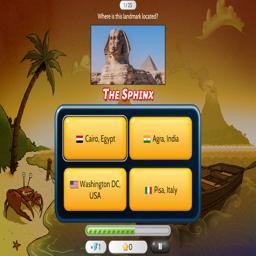 1/35
Where is this landmark located?
THE SPHINX
Cairo, Egypt
Agra, India
Washington DC,
USA
Pisa, Italy
1
0